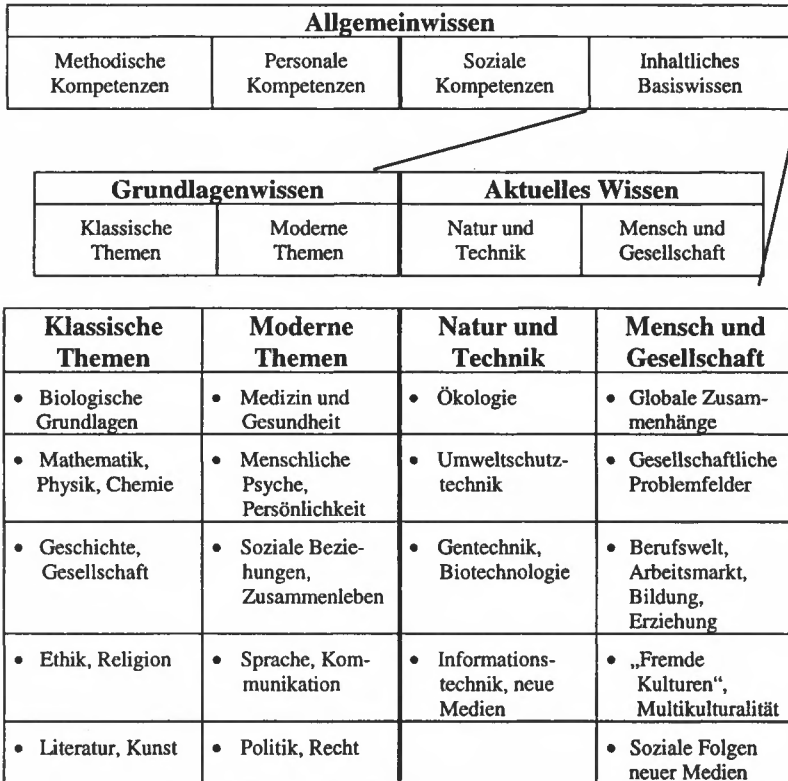 Allgemeinwissen
Methodische
Kompetenzen
Personale
Kompetenzen
Soziale
Kompetenzen
Inhaltliches
Basiswissen
Grundlagenwissen
Aktuelles Wissen
Klassische
Themen
Moderne
Themen
Natur und
Technik
Mensch und
Gesellschaft
Klassische
Themen
Moderne
Themen
Natur und
Technik
Mensch und
Gesellschaft
• Biologische
Grundlagen
• Medizin und
Gesundheit
• Ökologie
• Globale Zusam-
menhänge
• Mathematik,
Physik, Chemie
• Menschliche
Psyche,
Persönlichkeit
• Umweltschutz-
technik
• Gesellschaftliche
Problemfelder
• Geschichte,
Gesellschaft
• Soziale Bezie-
hungen,
Zusammenleben
• Gentechnik,
Biotechnologie
• Berufswelt,
Arbeitsmarkt,
Bildung,
Erziehung
• Ethik, Religion
• Sprache, Kom-
munikation
• Informations-
technik, neue
Medien
• „Fremde
Kulturen“,
Multikulturalität
• Literatur, Kunst
• Politik, Recht
• Soziale Folgen
neuer Medien